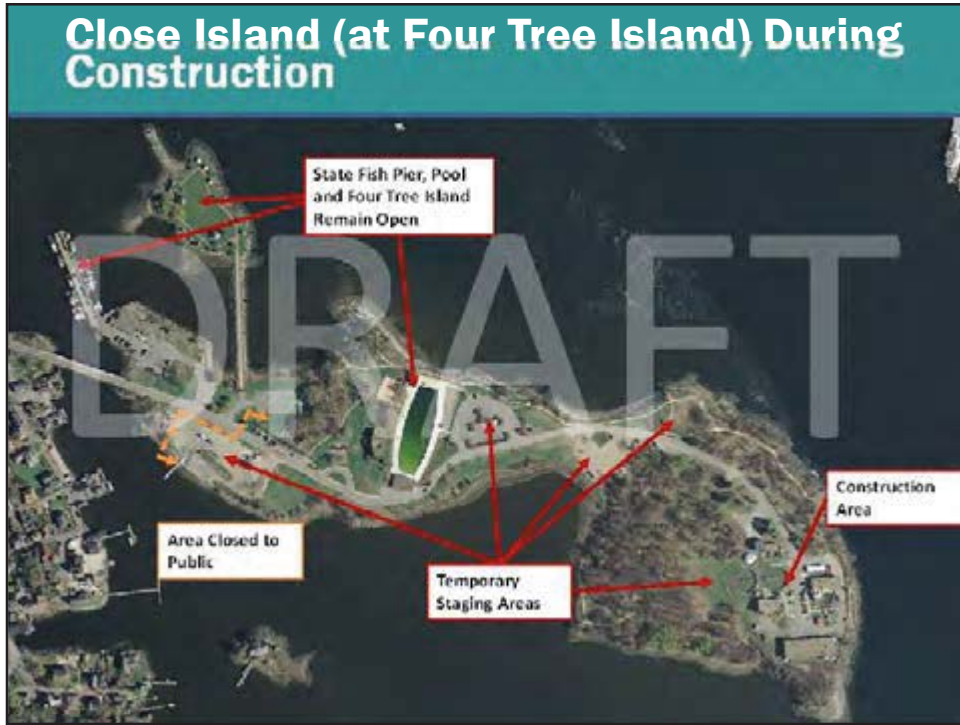 Close Island (at Four Tree Island) During
Construction
State Fish Pier, Pool
and Four Tree Island
Remain Open
DRAFT
Construction
Area
Area Closed to
Public
Temporary
Staging Areas